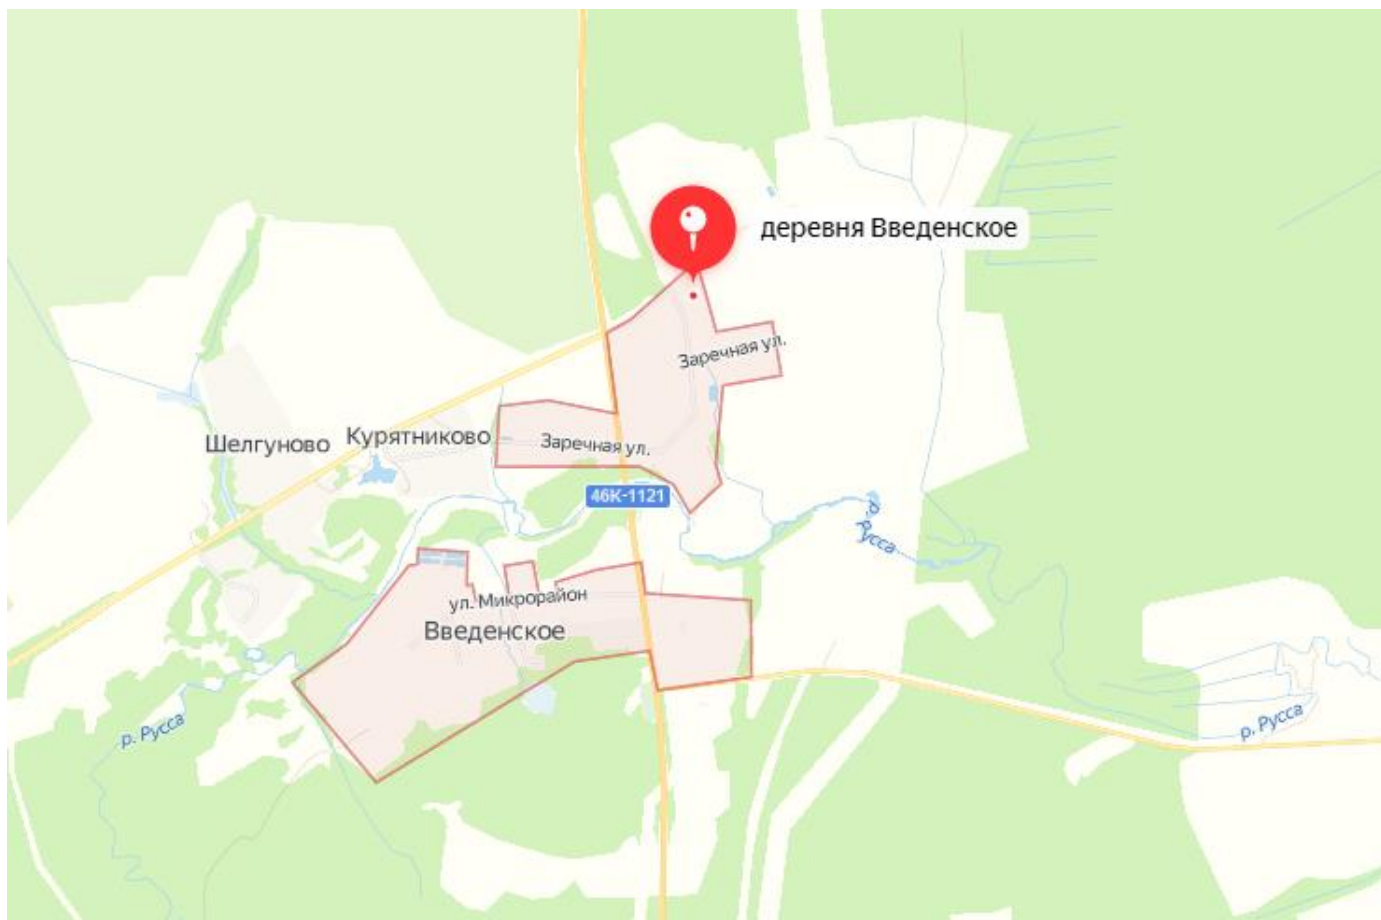 деревня Введенское
Заречная ул.
Шелгуново
Курятниково
Заречная ул.
46К-1121
р. Русса
ул. Микрорайон
Введенское
р. Русса
р. Русса